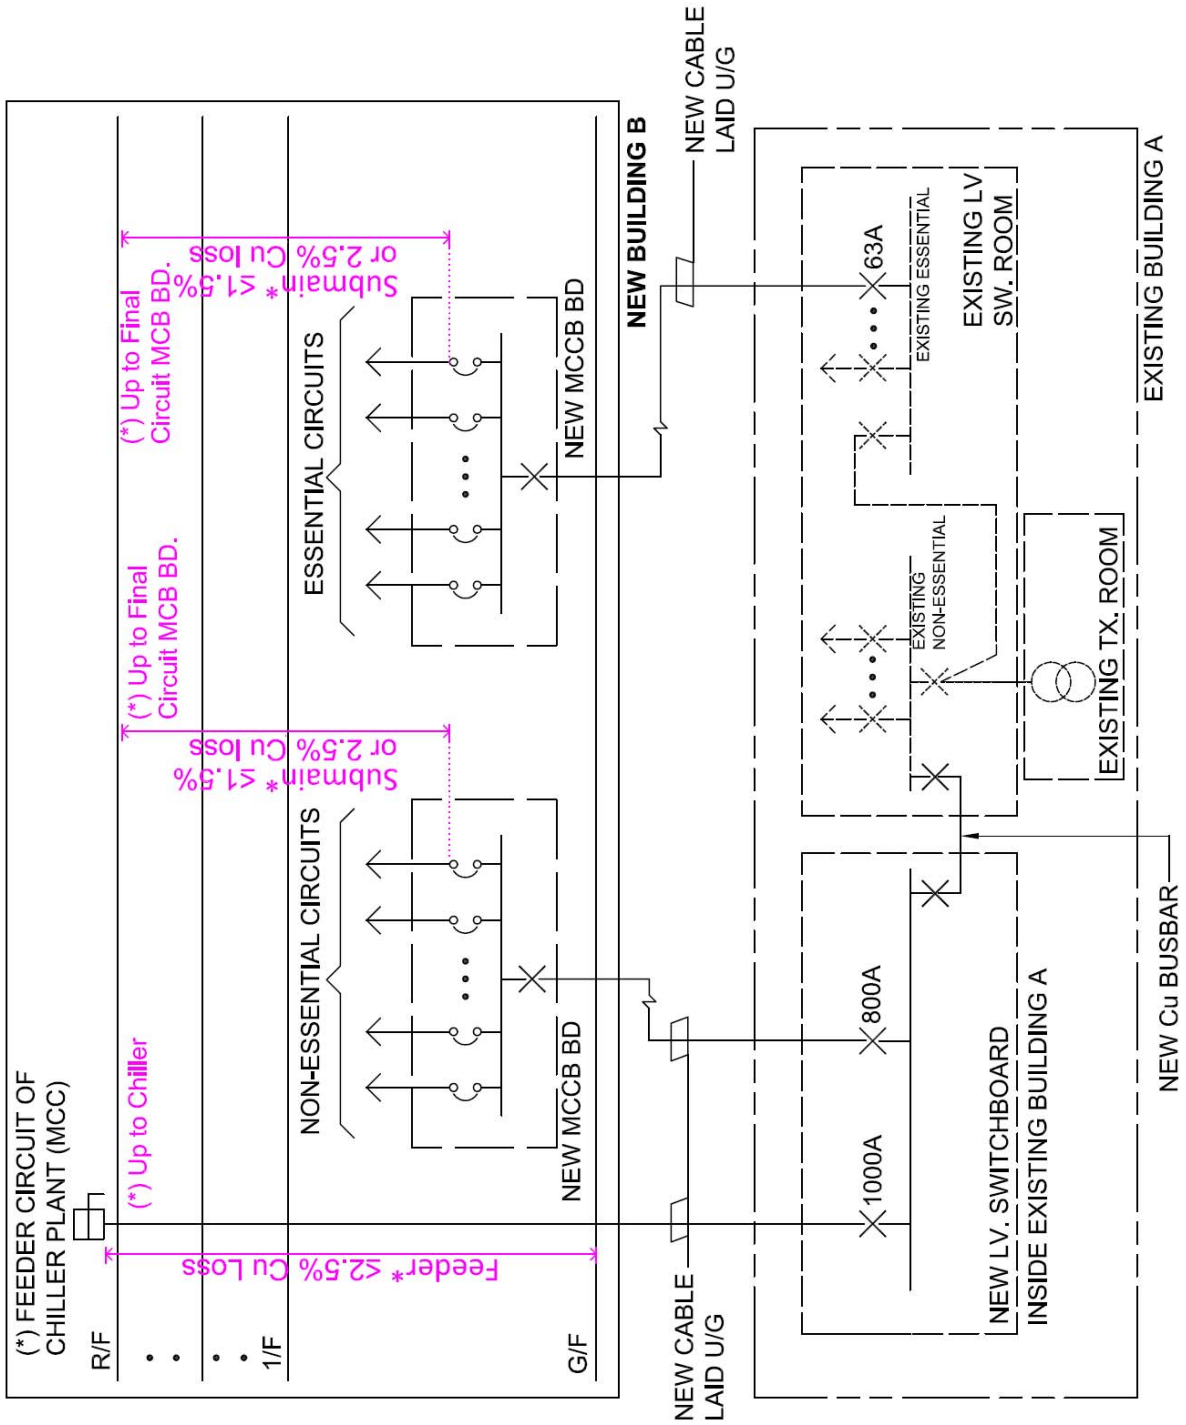 (*) FEEDER CIRCUIT OF
CHILLER PLANT (MCC)
R/F
1/F
G/F
(*) Up to Chiller
Feeder* ≤2.5% Cu Loss
(*) Up to Final
Circuit MCB BD.
Submain* ≤1.5%
or 2.5% Cu loss
(*) Up to Final
Circuit MCB BD.
Submain* ≤1.5%
or 2.5% Cu loss
NON-ESSENTIAL CIRCUITS
NEW MCCB BD
ESSENTIAL CIRCUITS
NEW MCCB BD
NEW BUILDING B
NEW CABLE
LAID U/G
NEW CABLE
LAID U/G
1000A
800A
63A
NEW LV. SWITCHBOARD
INSIDE EXISTING BUILDING A
EXISTING
NON-ESSENTIAL
EXISTING ESSENTIAL
EXISTING LV
SW. ROOM
EXISTING TX. ROOM
EXISTING BUILDING A
NEW Cu BUSBAR